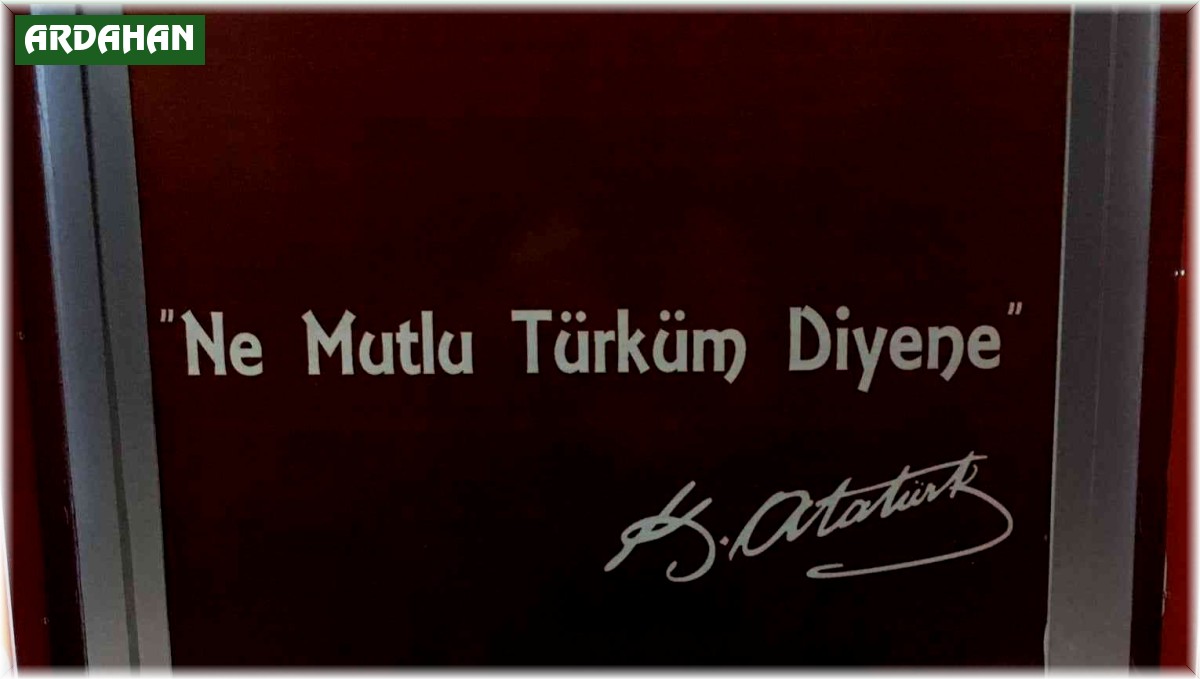 ARDAHAN
"Ne Mutlu Türküm Diyene"
K. Atatürk